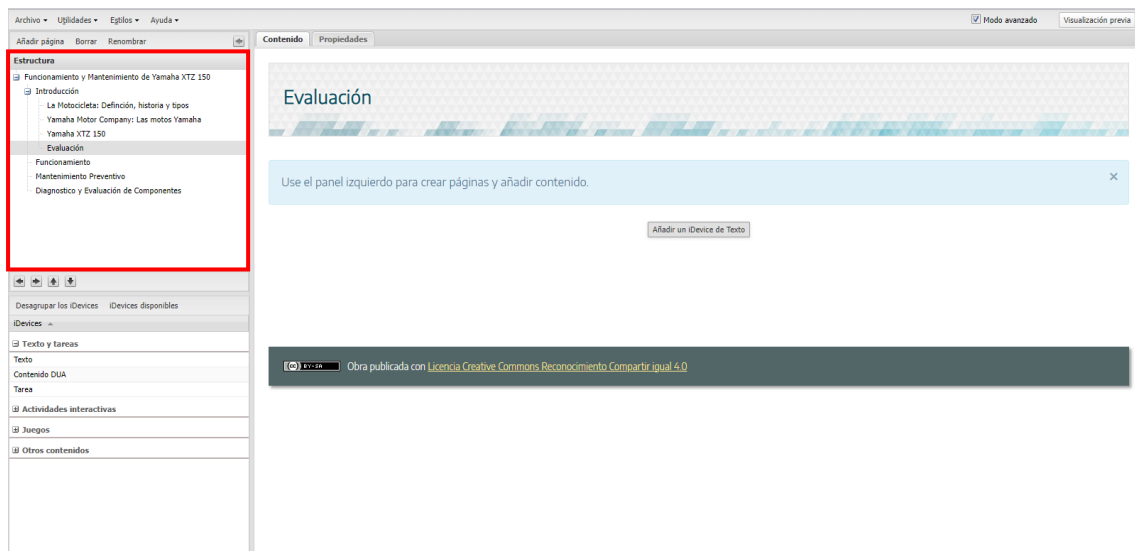 Archivo Utilidades Estilos Ayuda Modo avanzado Visualización previa
Añadir página Borrar Renombrar
Contenido Propiedades
Estructura
Funcionamiento y Mantenimiento de Yamaha XTZ 150
Introducción
La Motocicleta: Definción, historia y tipos
Yamaha Motor Company: Las motos Yamaha
Yamaha XTZ 150
Evaluación
Funcionamiento
Mantenimiento Preventivo
Diagnostico y Evaluación de Componentes
Evaluación
Use el panel izquierdo para crear páginas y añadir contenido. ×
Añadir un iDevice de Texto
Desagrupar los iDevices iDevices disponibles
iDevices
Texto y tareas
Texto
Contenido DUA
Tarea
Actividades interactivas
Juegos
Otros contenidos
(cc) BY-SA Obra publicada con Licencia Creative Commons Reconocimiento Compartir igual 4.0